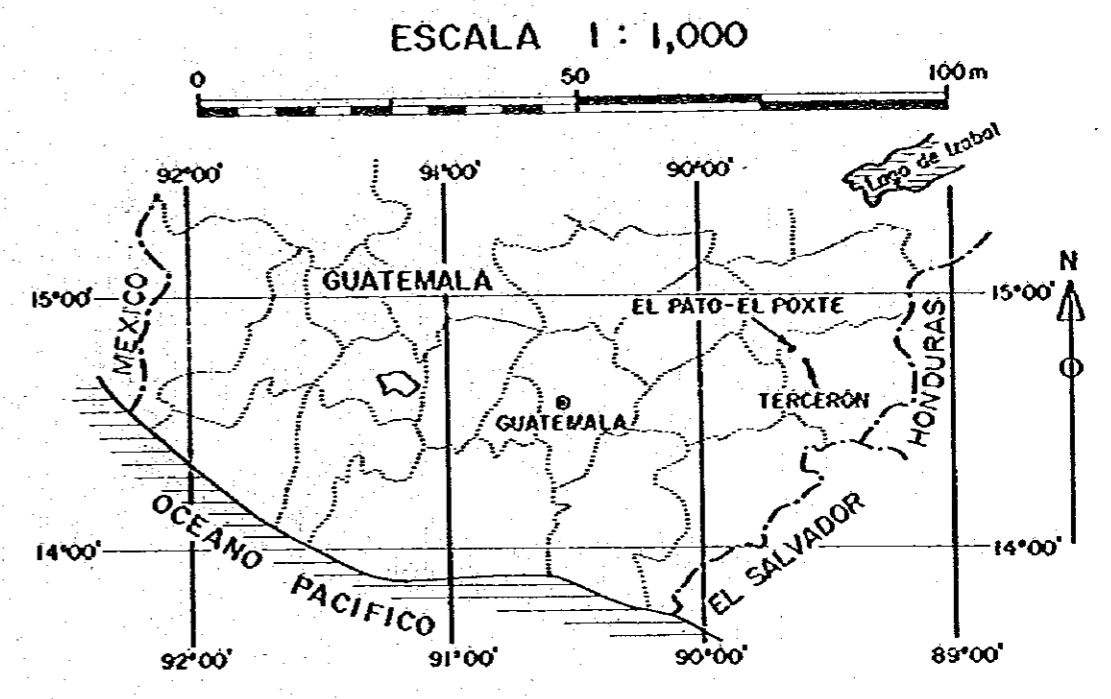 ESCALA 1 : 1,000
0 50 100 m
Lago de Izabal
92°00' 91°00' 90°00'
GUATEMALA
15°00' 15°00'
MEXICO
EL PATO-EL POXTE
HONDURAS
N
TERCERÓN
GUATEMALA
OCEANO PACIFICO
14°00' 14°00'
EL SALVADOR
92°00' 91°00' 90°00' 89°00'